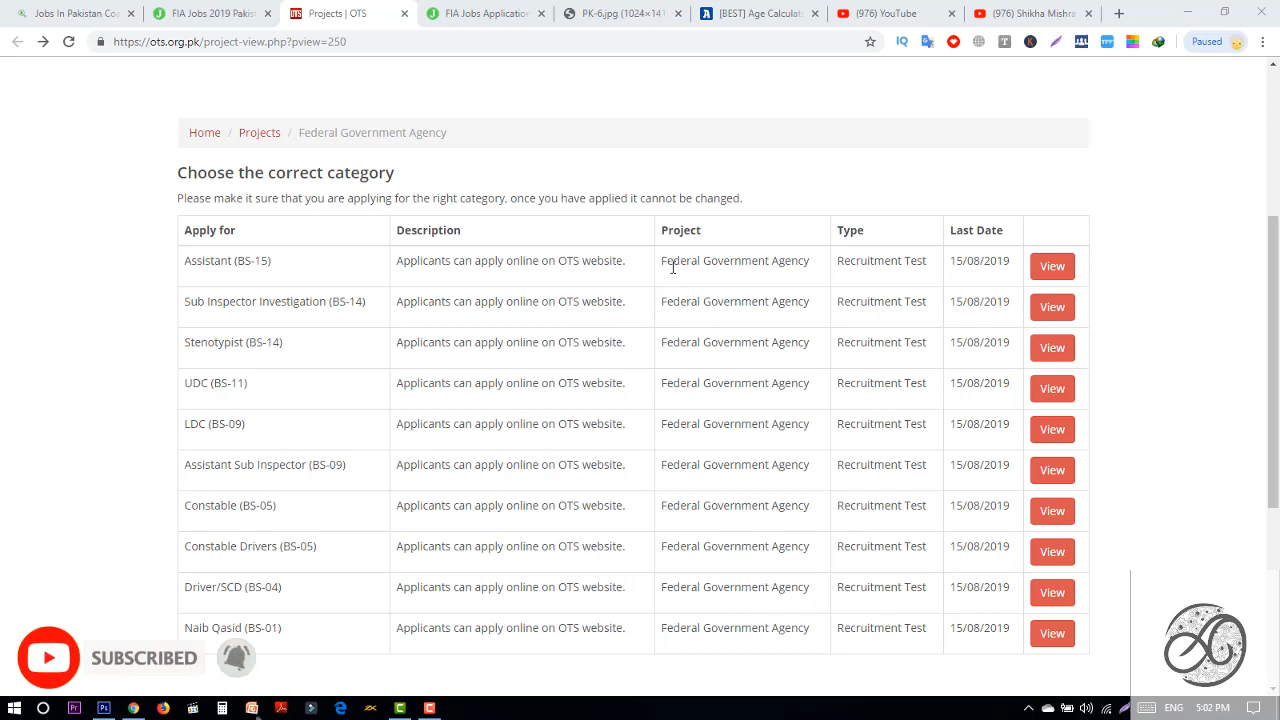 Jobs In Pakistan Co
FIA Jobs 2019 Pakist
Projects | OTS
FIA Jobs Application
PK-6.jpg (1024×141
[BEST] Age Calculat
(976) YouTube
(976) Shikha Mishra
https://ots.org.pk/project-view.php?pview=250
Paused
Home / Projects / Federal Government Agency
Choose the correct category
Please make it sure that you are applying for the right category. once you have applied it cannot be changed.
Apply for Description Project Type Last Date
Assistant (BS-15) Applicants can apply online on OTS website. Federal Government Agency Recruitment Test 15/08/2019 View
Sub Inspector Investigation (BS-14) Applicants can apply online on OTS website. Federal Government Agency Recruitment Test 15/08/2019 View
Stenotypist (BS-14) Applicants can apply online on OTS website. Federal Government Agency Recruitment Test 15/08/2019 View
UDC (BS-11) Applicants can apply online on OTS website. Federal Government Agency Recruitment Test 15/08/2019 View
LDC (BS-09) Applicants can apply online on OTS website. Federal Government Agency Recruitment Test 15/08/2019 View
Assistant Sub Inspector (BS-09) Applicants can apply online on OTS website. Federal Government Agency Recruitment Test 15/08/2019 View
Constable (BS-05) Applicants can apply online on OTS website. Federal Government Agency Recruitment Test 15/08/2019 View
Constable Drivers (BS-05) Applicants can apply online on OTS website. Federal Government Agency Recruitment Test 15/08/2019 View
Driver/SCD (BS-04) Applicants can apply online on OTS website. Federal Government Agency Recruitment Test 15/08/2019 View
Naib Qasid (BS-01) Applicants can apply online on OTS website. Federal Government Agency Recruitment Test 15/08/2019 View
SUBSCRIBED
ENG 5:02 PM